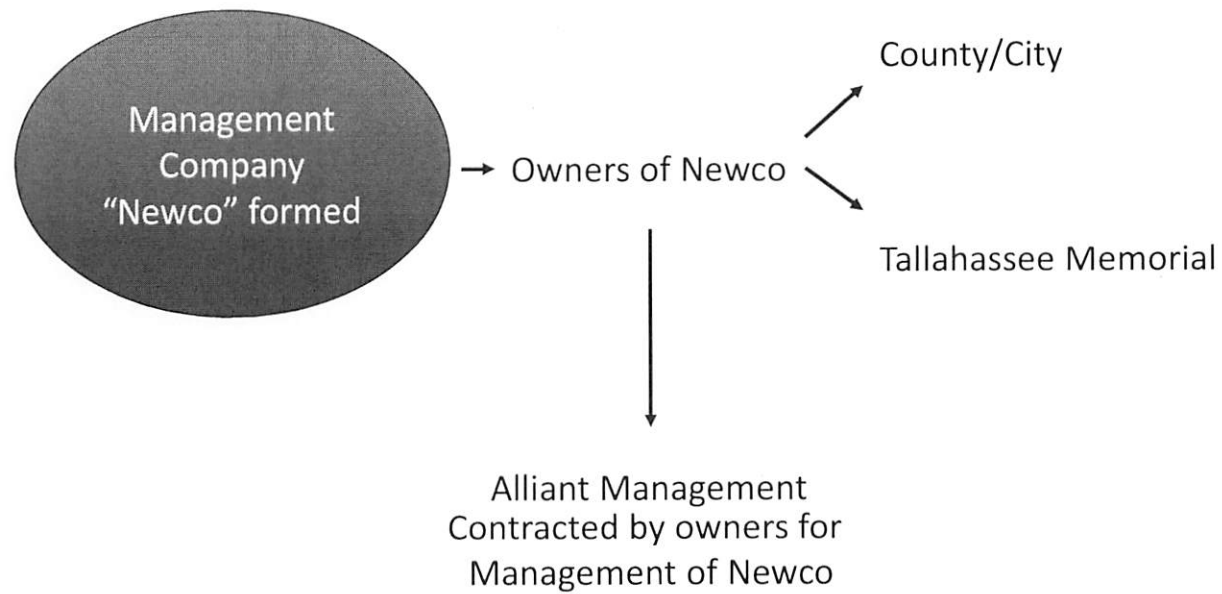 Management
Company
“Newco” formed
Owners of Newco
County/City
Tallahassee Memorial
Alliant Management
Contracted by owners for
Management of Newco